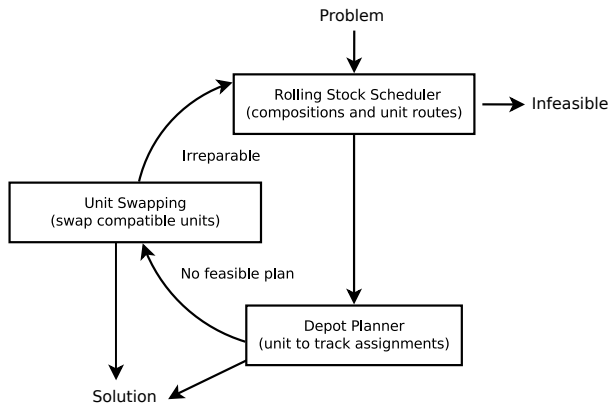 Problem
Rolling Stock Scheduler
(compositions and unit routes)
Infeasible
Irreparable
Unit Swapping
(swap compatible units)
No feasible plan
Depot Planner
(unit to track assignments)
Solution